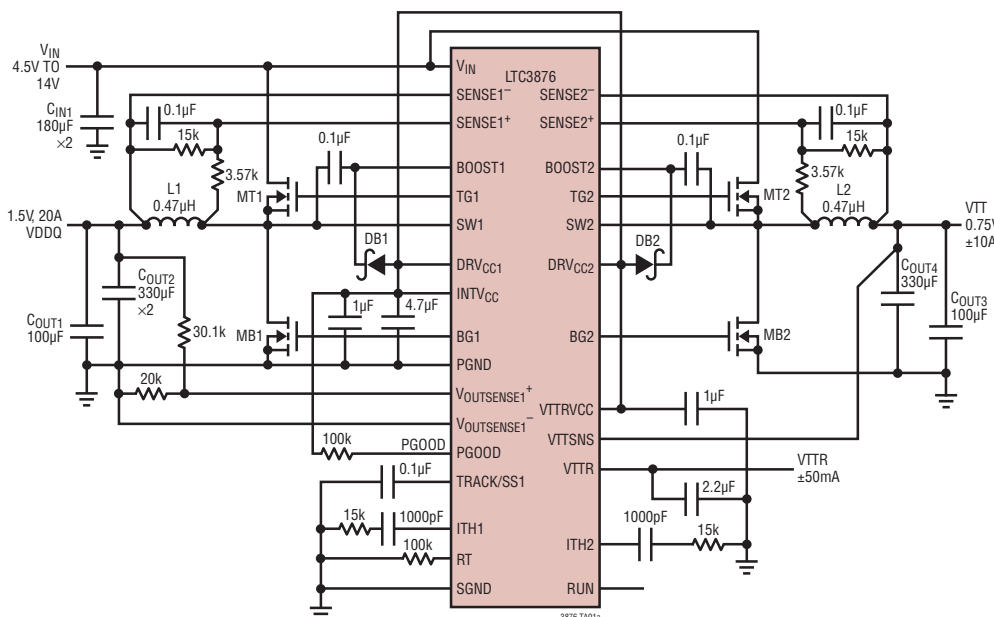 VIN
4.5V TO
14V
CIN1
180µF
×2
0.1µF
15k
3.57k
L1
0.47µH
1.5V, 20A
VDDQ
COUT2
330µF
×2
COUT1
100µF
30.1k
20k
0.1µF
MT1
DB1
1µF
4.7µF
MB1
100k
PGOOD
0.1µF
15k
1000pF
100k
LTC3876
VIN
SENSE1–
SENSE1+
BOOST1
TG1
SW1
DRVCC1
INTVCC
BG1
PGND
VOUTSENSE1+
VOUTSENSE1–
PGOOD
TRACK/SS1
ITH1
RT
SGND
SENSE2–
SENSE2+
BOOST2
TG2
SW2
DRVCC2
BG2
VTTRVCC
VTTSNS
VTTR
ITH2
RUN
0.1µF
0.1µF
15k
3.57k
MT2
L2
0.47µH
DB2
VTT
0.75V
±10A
COUT4
330µF
COUT3
100µF
MB2
1µF
VTTR
±50mA
2.2µF
1000pF
15k
3876 TA01a